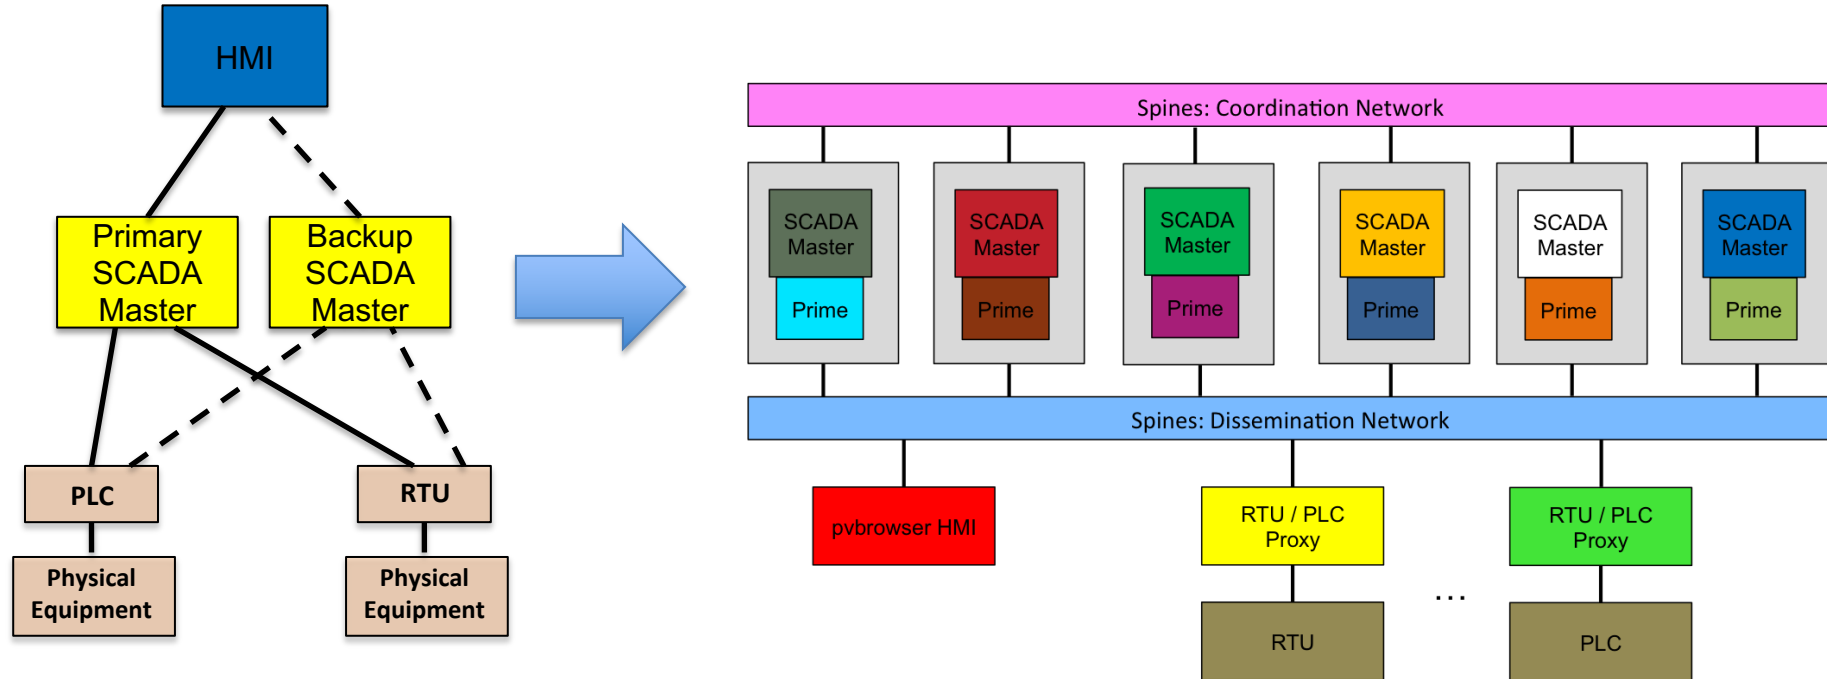 HMI
Primary
SCADA
Master
Backup
SCADA
Master
PLC
RTU
Physical
Equipment
Physical
Equipment
Spines: Coordination Network
SCADA
Master
Prime
SCADA
Master
Prime
SCADA
Master
Prime
SCADA
Master
Prime
SCADA
Master
Prime
SCADA
Master
Prime
Spines: Dissemination Network
pvbrowser HMI
RTU / PLC
Proxy
RTU / PLC
Proxy
...
RTU
PLC